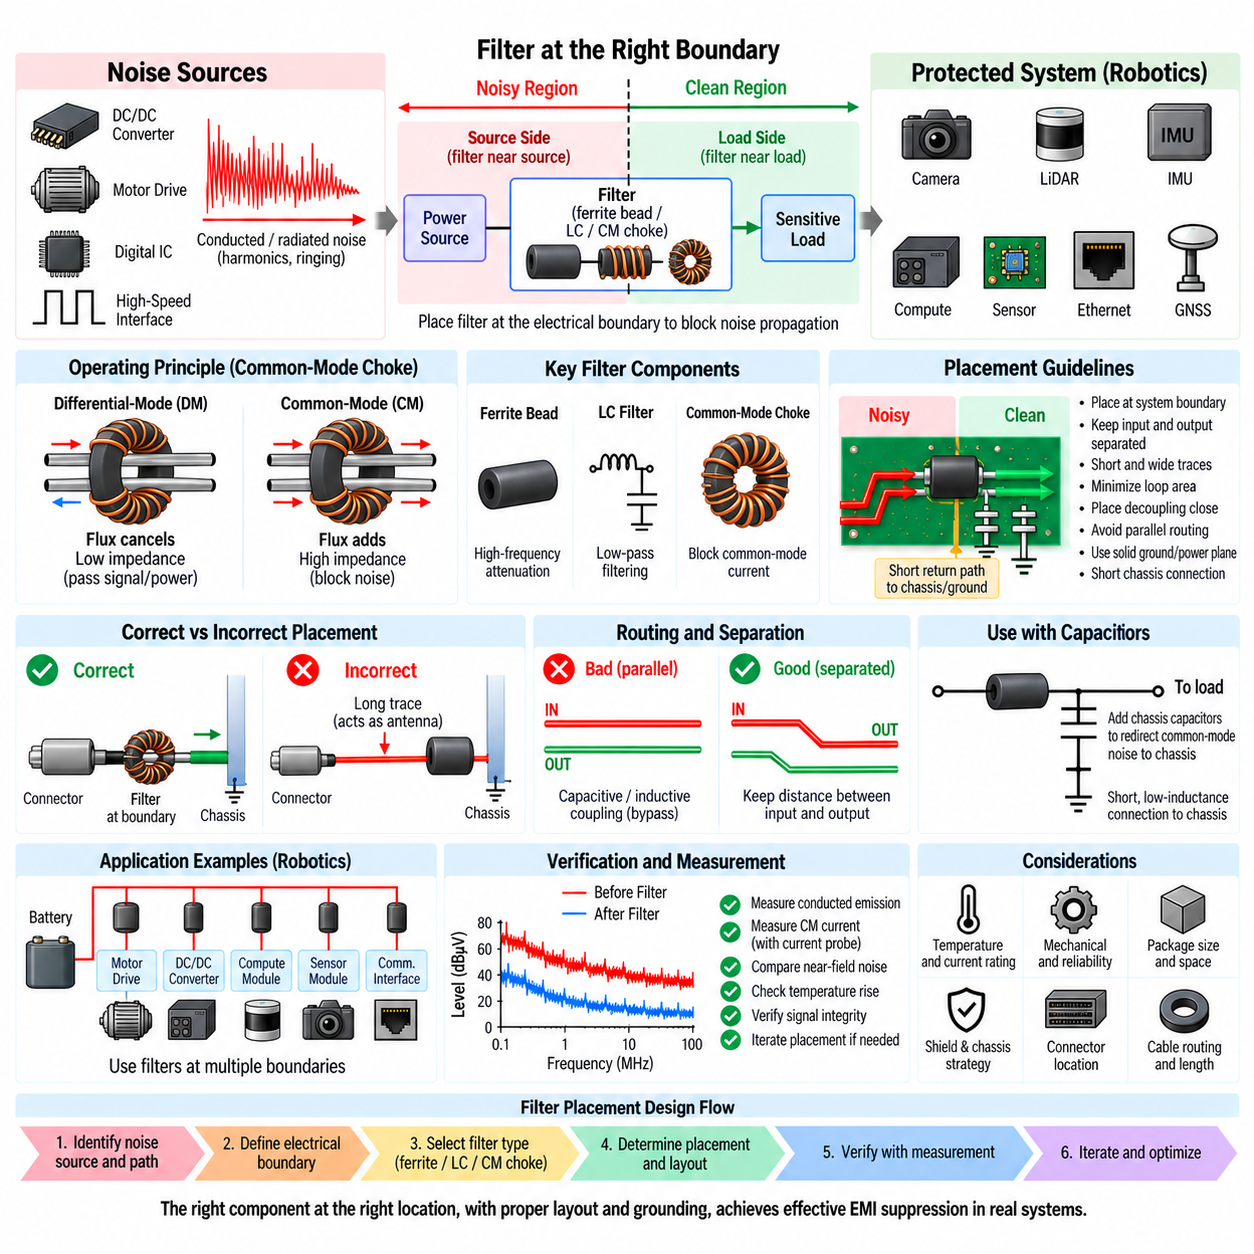 Filter at the Right Boundary
Noise Sources
DC/DC
Converter
Motor Drive
Digital IC
High-Speed
Interface
Conducted / radiated noise
(harmonics, ringing)
Noisy Region
Clean Region
Source Side
(filter near source)
Load Side
(filter near load)
Power
Source
Filter
(ferrite bead /
LC / CM choke)
Sensitive
Load
Place filter at the electrical boundary to block noise propagation
Protected System (Robotics)
Camera
LiDAR
IMU
IMU
Compute
Sensor
Ethernet
GNSS
Operating Principle (Common-Mode Choke)
Differential-Mode (DM)
Flux cancels
Low impedance
(pass signal/power)
Common-Mode (CM)
Flux adds
High impedance
(block noise)
Key Filter Components
Ferrite Bead
High-frequency
attenuation
LC Filter
Low-pass
filtering
Common-Mode Choke
Block common-mode
current
Placement Guidelines
Noisy
Clean
Short return path
to chassis/ground
• Place at system boundary
• Keep input and output
separated
• Short and wide traces
• Minimize loop area
• Place decoupling close
• Avoid parallel routing
• Use solid ground/power plane
• Short chassis connection
Correct vs Incorrect Placement
Correct
Connector
Filter
at boundary
Chassis
Incorrect
Long trace
(acts as antenna)
Connector
Chassis
Routing and Separation
Bad (parallel)
IN
OUT
Capacitive / inductive
coupling (bypass)
Good (separated)
IN
OUT
Keep distance between
input and output
Use with Capacitiors
To load
Add chassis capacitors
to redirect common-mode
noise to chassis
Short, low-inductance
connection to chassis
Application Examples (Robotics)
Battery
Motor
Drive
DC/DC
Converter
Compute
Module
Sensor
Module
Comm.
Interface
Use filters at multiple boundaries
Verification and Measurement
Before Filter
After Filter
Level (dBµV)
80
60
40
20
0
0.1
1
10
100
Frequency (MHz)
Measure conducted emission
Measure CM current
(with current probe)
Compare near-field noise
Check temperature rise
Verify signal integrity
Iterate placement if needed
Considerations
Temperature
and current rating
Mechanical
and reliability
Package size
and space
Shield & chassis
strategy
Connector
location
Cable routing
and length
Filter Placement Design Flow
1. Identify noise
source and path
2. Define electrical
boundary
3. Select filter type
(ferrite / LC / CM choke)
4. Determine placement
and layout
5. Verify with measurement
6. Iterate and optimize
The right component at the right location, with proper layout and grounding, achieves effective EMI suppression in real systems.